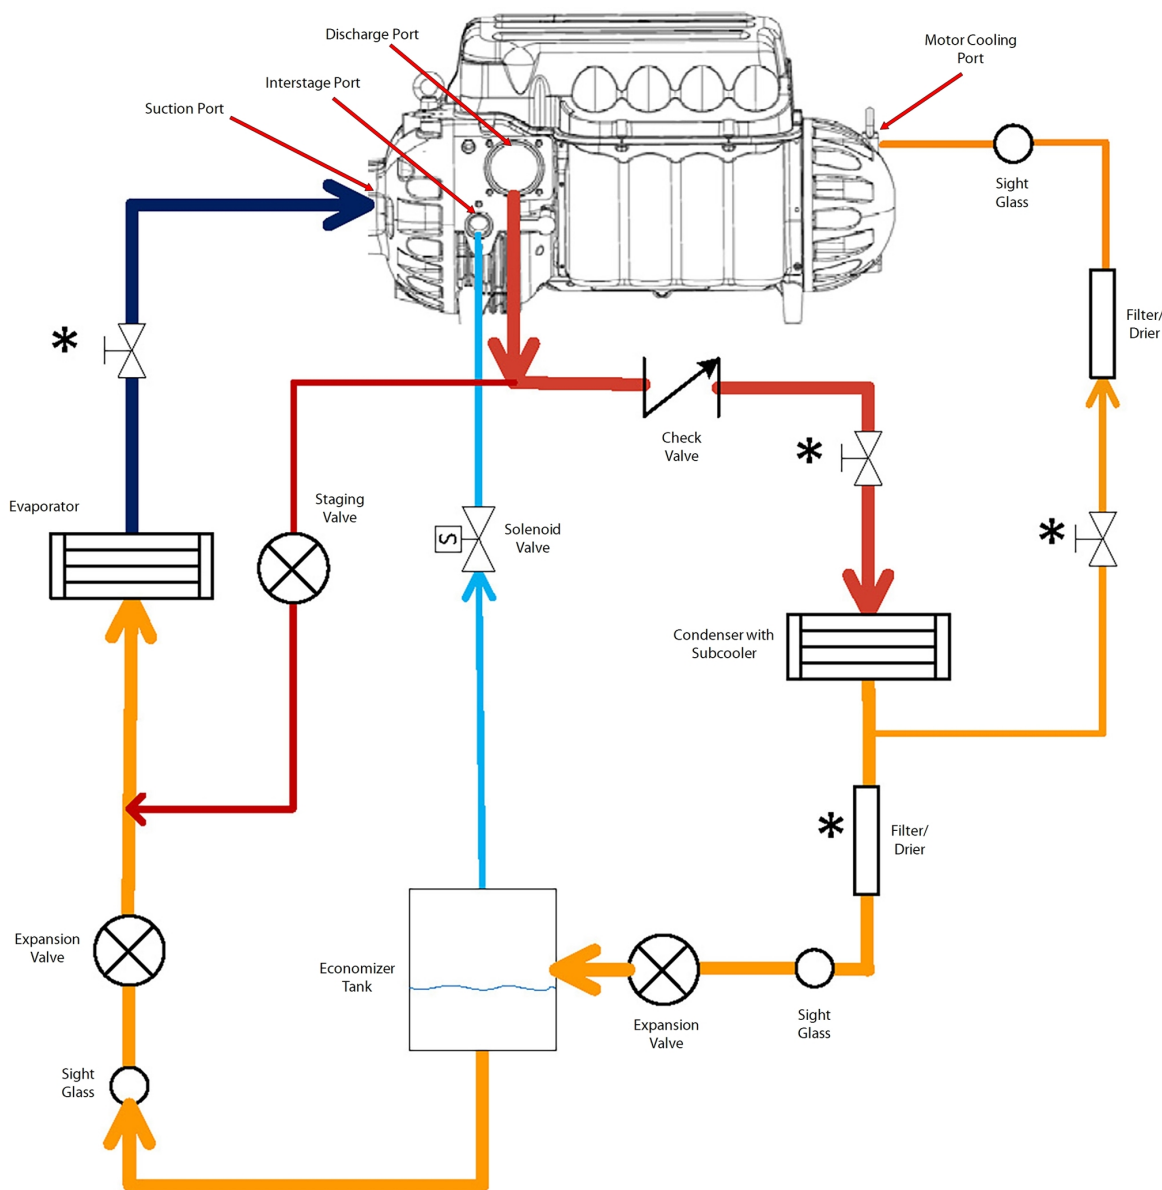 Discharge Port
Motor Cooling
Port
Interstage Port
Suction Port
Sight
Glass
Filter/
Drier
*
Check
Valve
*
Evaporator
Staging
Valve
S
Solenoid
Valve
*
Condenser with
Subcooler
*
Filter/
Drier
Expansion
Valve
Economizer
Tank
Sight
Glass
Expansion
Valve
Sight
Glass